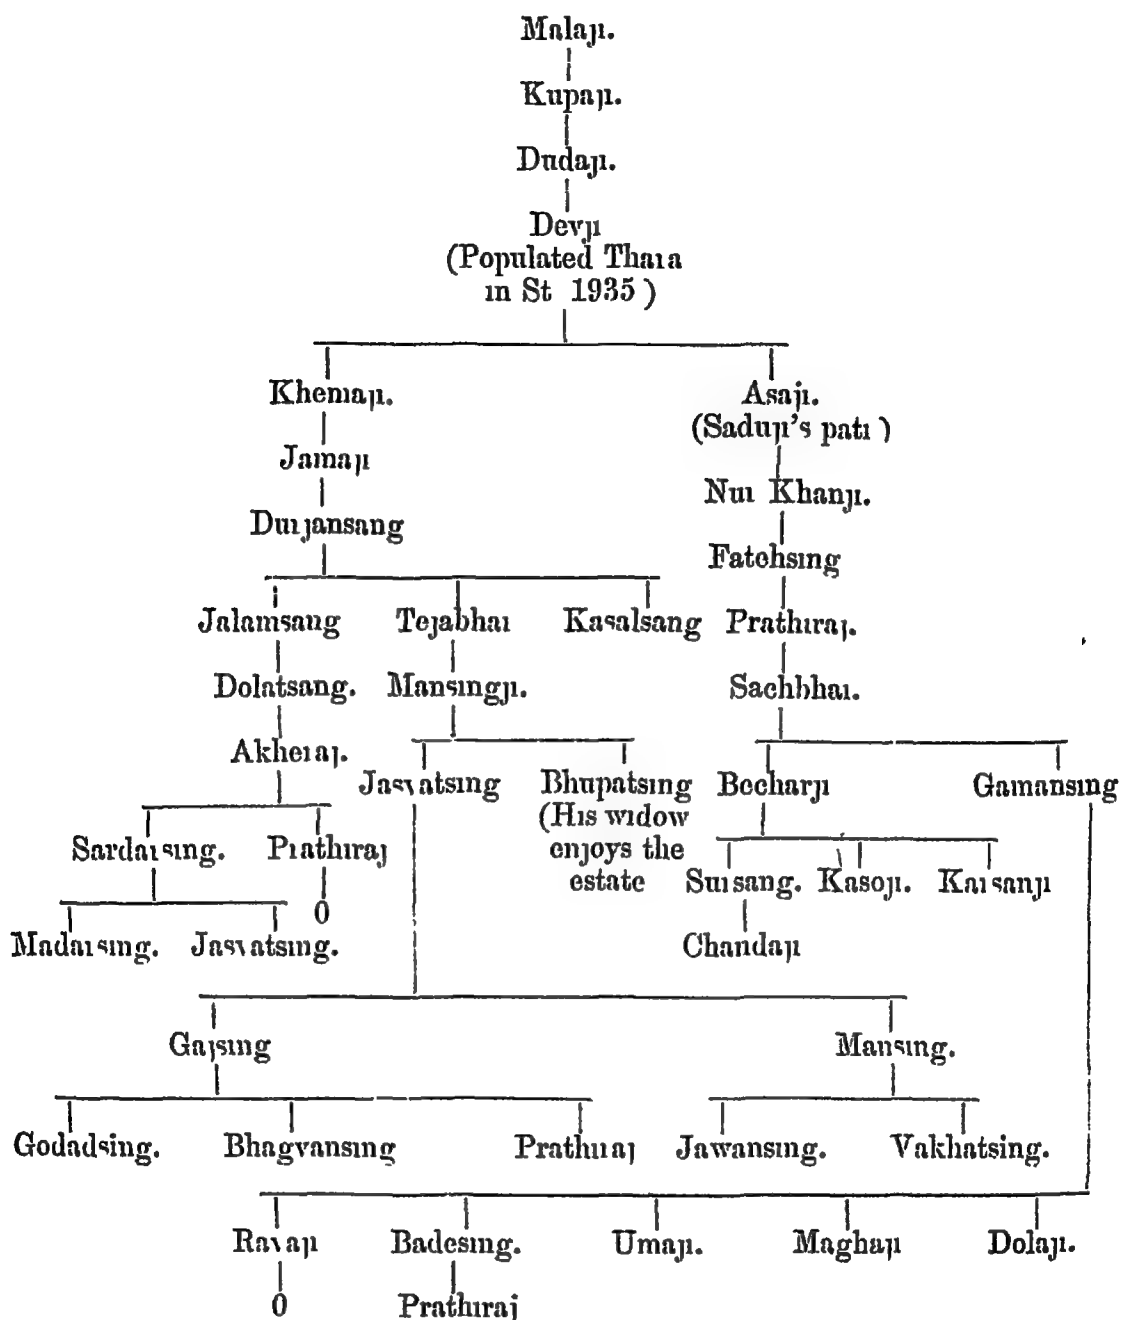 Malaji.
Kupaji.
Dudaji.
Devji
(Populated Thara
in St 1935 )
Khemaji. Asaji.
(Saduji's pati )
Jamaji
Nur Khanji.
Durjansang
Fatehsing
Jalamsang Tejabhai Kasalsang Prathiraj.
Dolatsang. Mansingji. Sachbhai.
Akheraj.
Jasvatsing Bhupatsing Becharji Gamansing
(His widow
enjoys the
estate
Sardarsing. Prathiraj
Sursang. Kasoji. Karsanji
0
Madarsing. Jasvatsing. Chandaji
Gajsing Mansing.
Godadsing. Bhagvansing Prathiraj Jawansing. Vakhatsing.
Ravaji Badesing. Umaji. Maghaji Dolaji.
0 Prathiraj